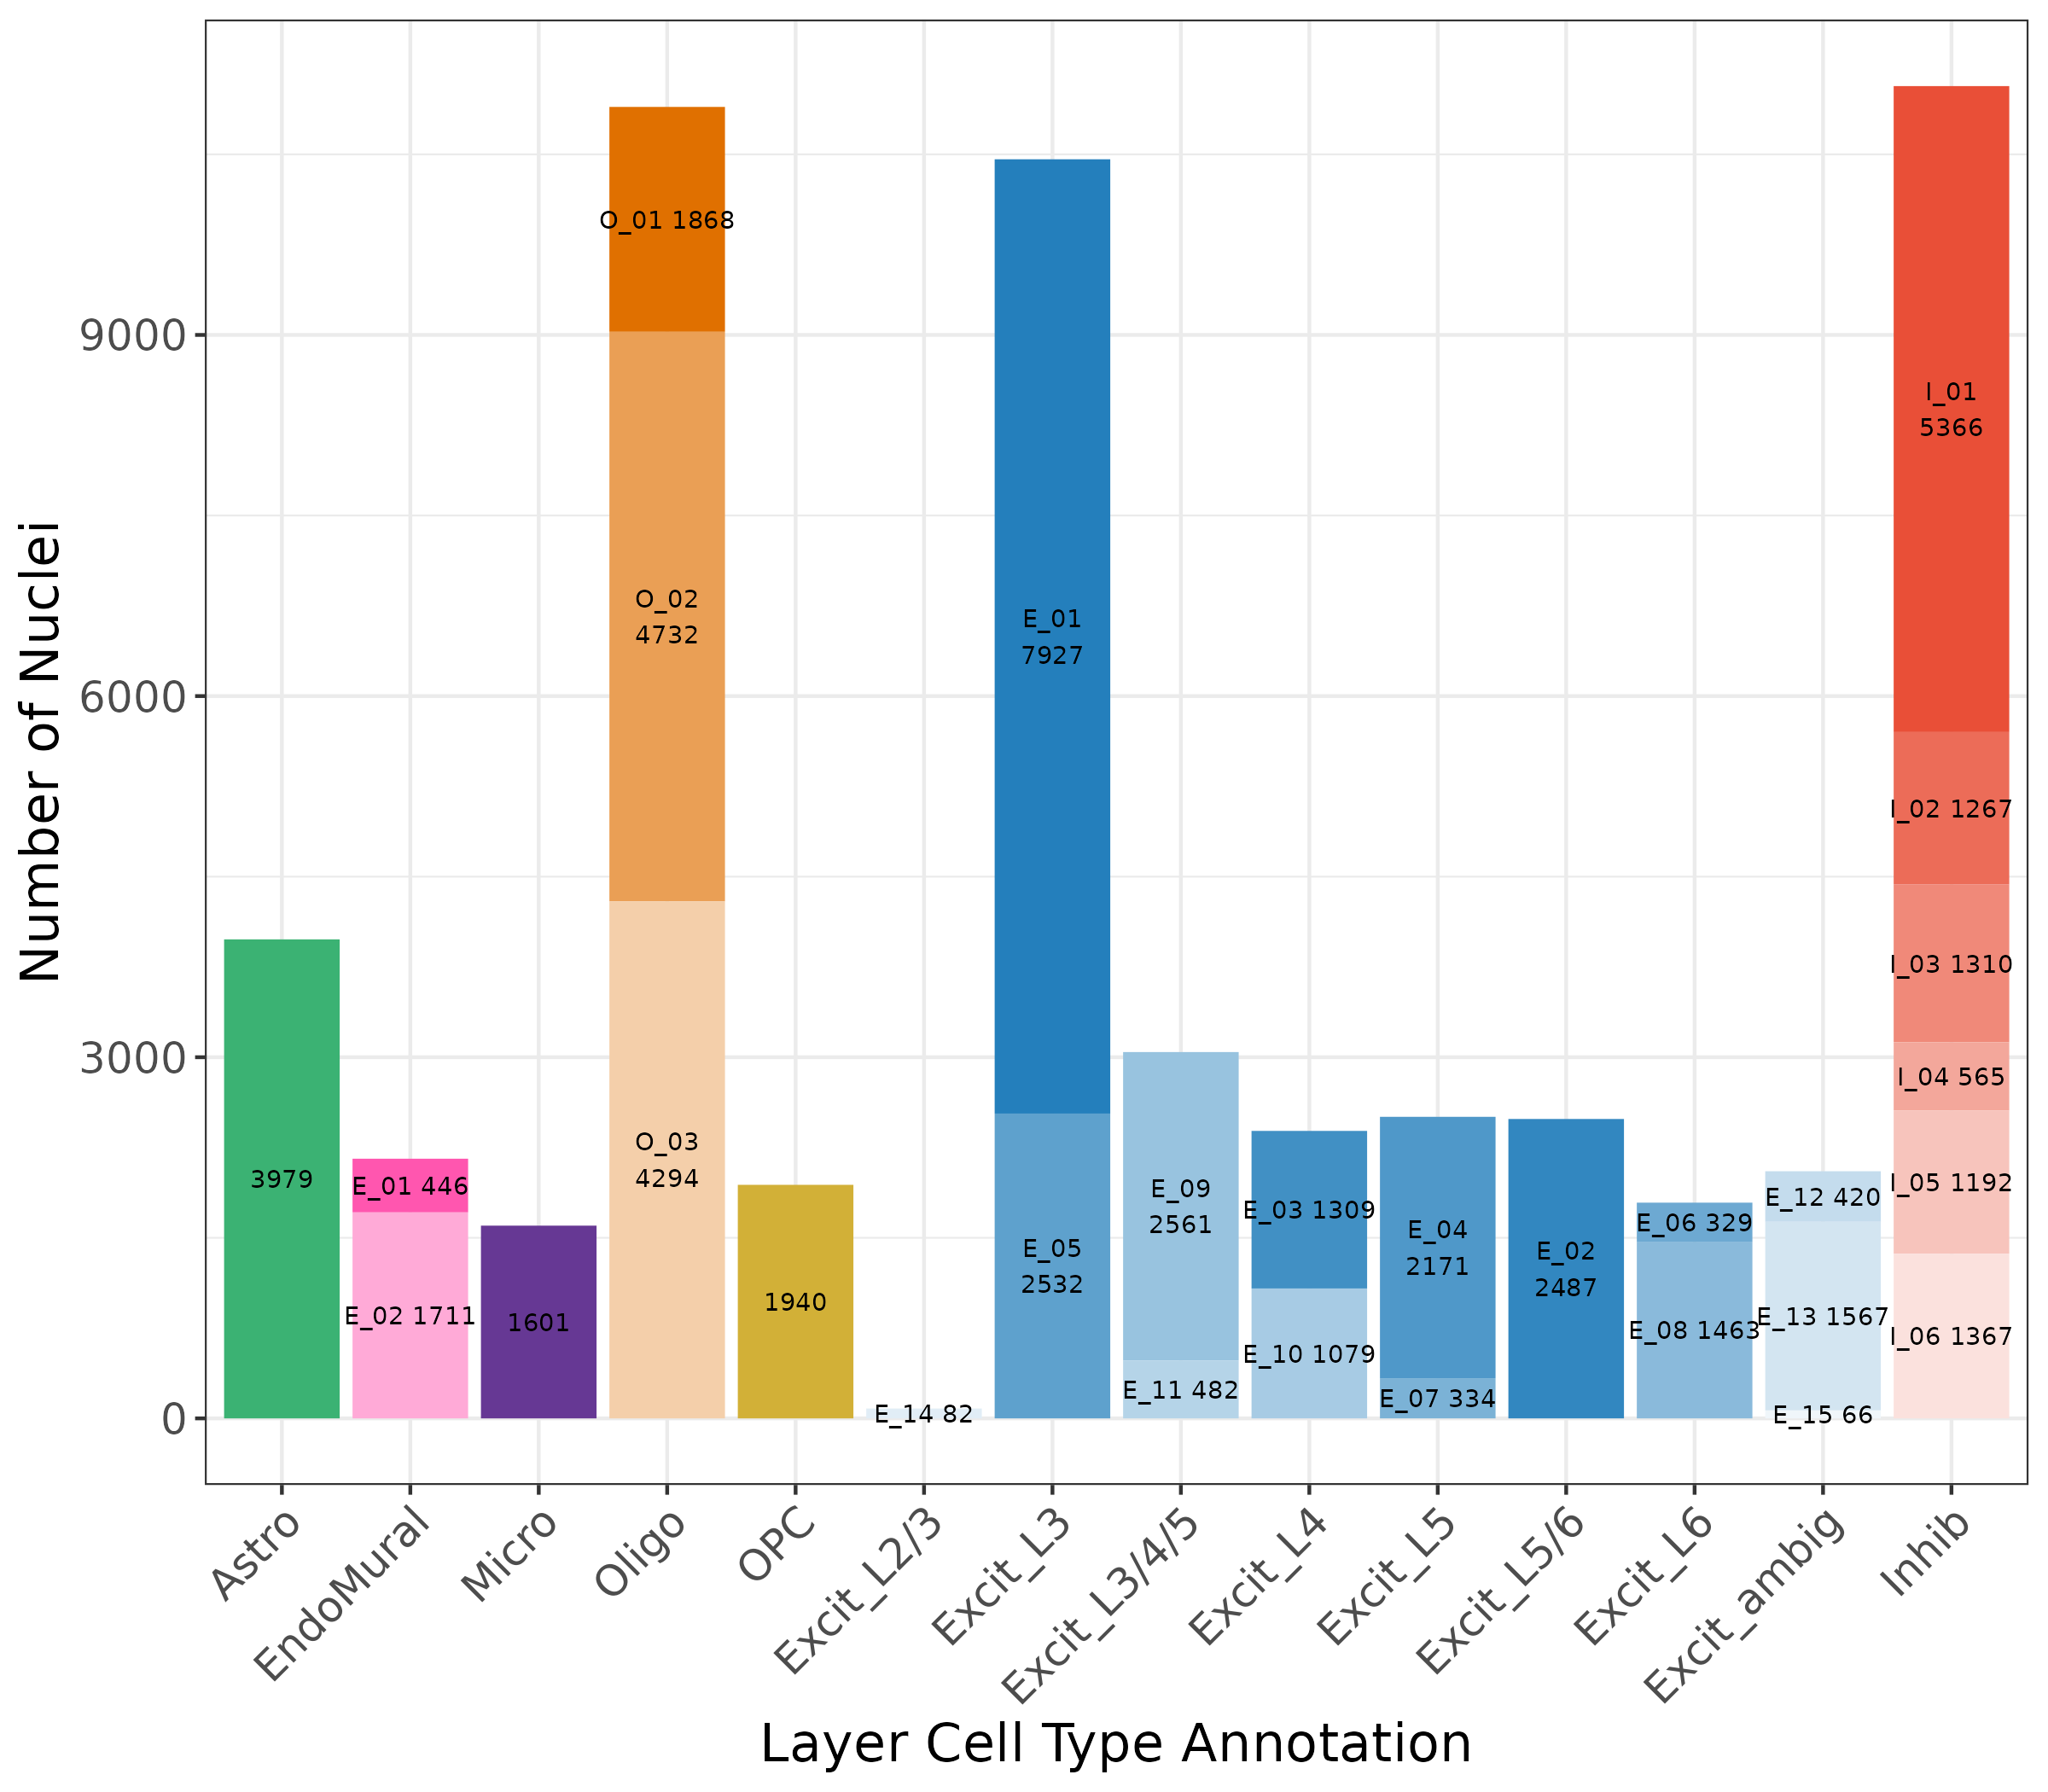 Number of Nuclei
9000
6000
3000
0
3979
E_01 446
E_02 1711
1601
O_01 1868
O_02
4732
O_03
4294
1940
E_14 82
E_01
7927
E_05
2532
E_09
2561
E_11 482
E_03 1309
E_10 1079
E_04
2171
E_07 334
E_02
2487
E_06 329
E_08 1463
E_12 420
E_13 1567
E_15 66
I_01
5366
I_02 1267
I_03 1310
I_04 565
I_05 1192
I_06 1367
Astro
EndoMural
Micro
Oligo
OPC
Excit_L2/3
Excit_L3
Excit_L3/4/5
Excit_L4
Excit_L5
Excit_L5/6
Excit_L6
Excit_ambig
Inhib
Layer Cell Type Annotation